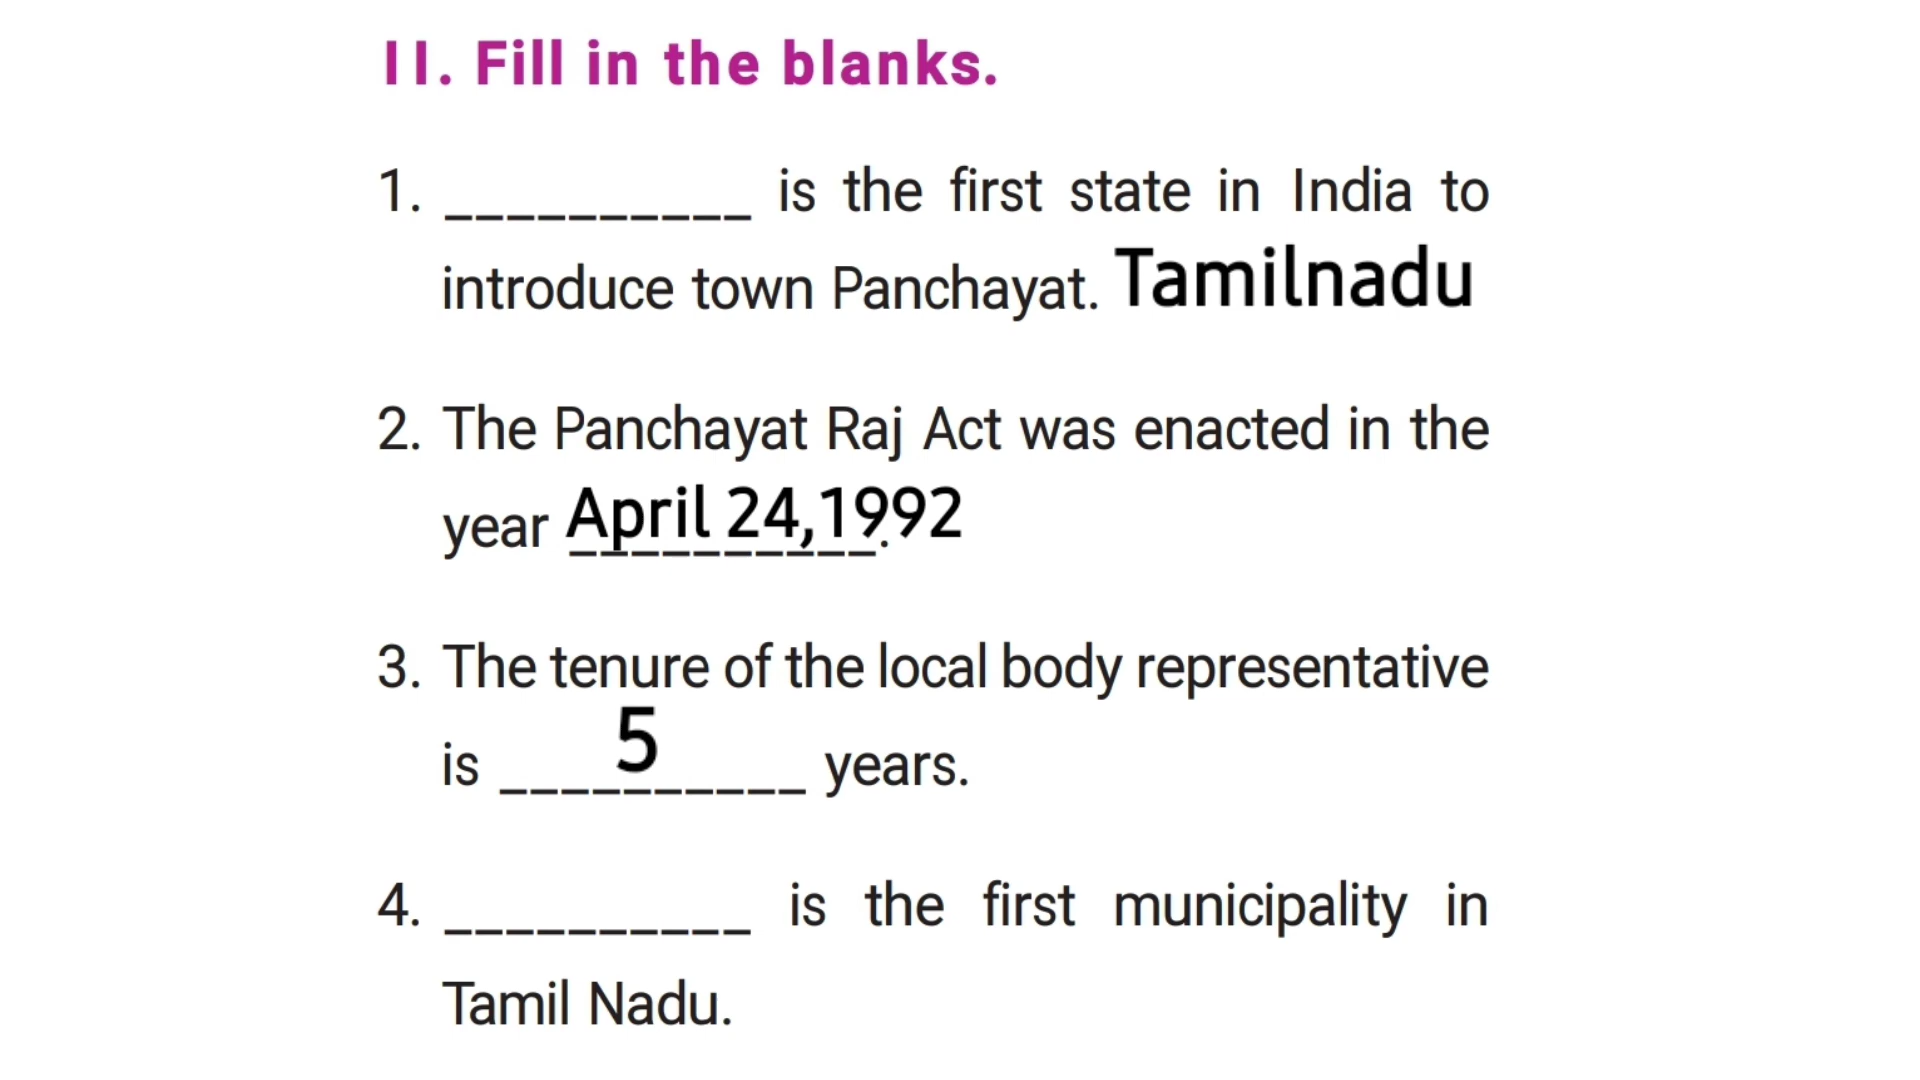 II. Fill in the blanks.
1. __________ is the first state in India to
introduce town Panchayat. Tamilnadu
2. The Panchayat Raj Act was enacted in the
year April 24,1992 __________.
3. The tenure of the local body representative
is ____5____ years.
4. __________ is the first municipality in
Tamil Nadu.